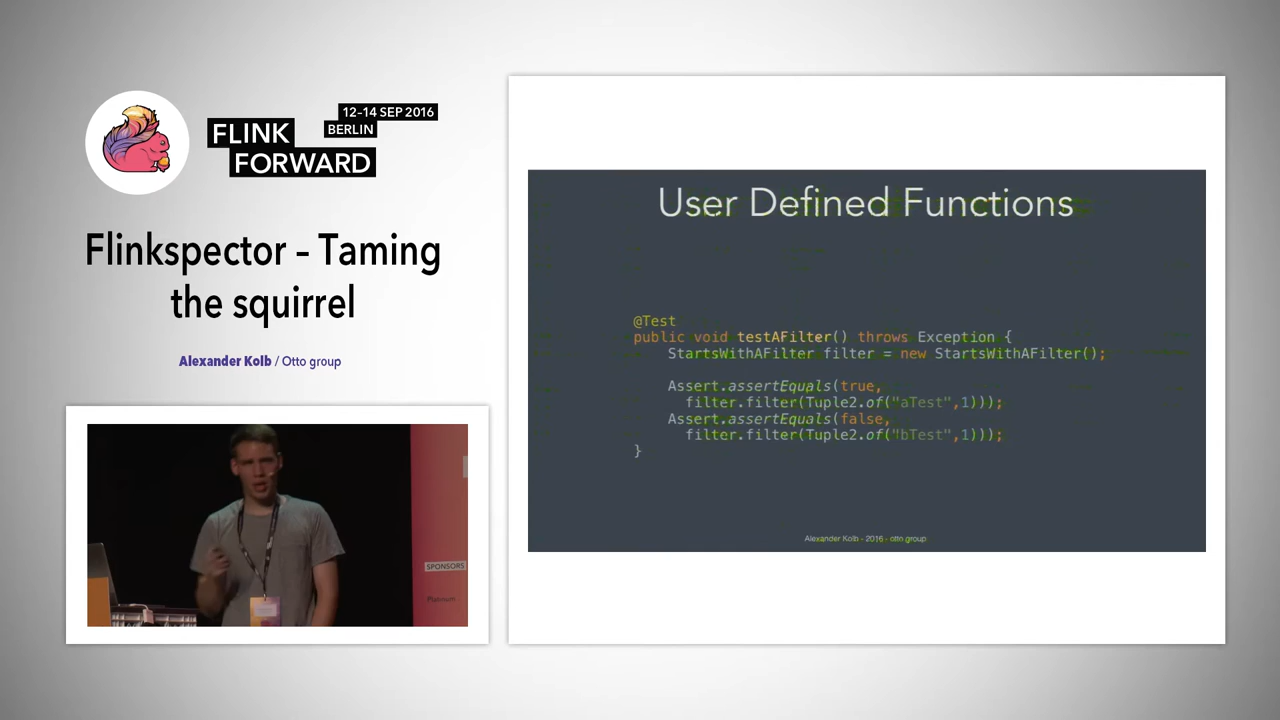 12–14 SEP 2016
BERLIN
FLINK
FORWARD
Flinkspector – Taming
the squirrel
Alexander Kolb / Otto group
SPONSORS
Platinum
User Defined Functions
@Test
public void testAFilter() throws Exception {
    StartsWithAFilter filter = new StartsWithAFilter();
    Assert.assertEquals(true,
      filter.filter(Tuple2.of("aTest",1)));
    Assert.assertEquals(false,
      filter.filter(Tuple2.of("bTest",1)));
}
Alexander Kolb - 2016 - otto group